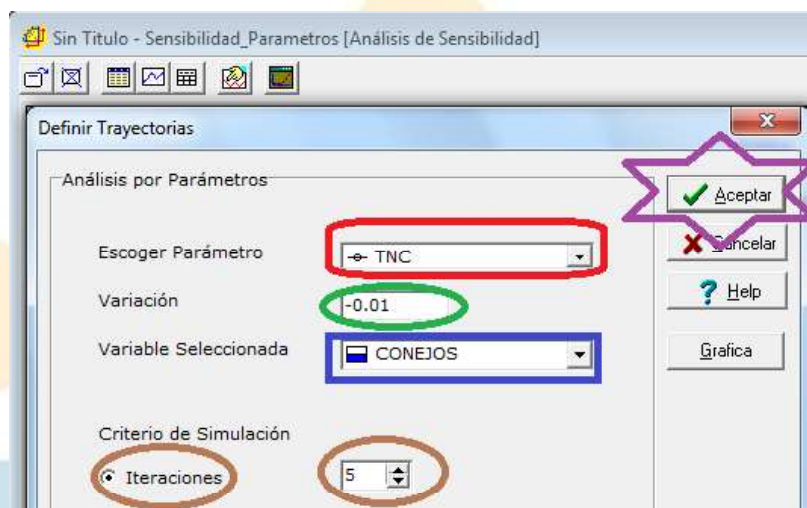 Sin Titulo - Sensibilidad_Parametros [Análisis de Sensibilidad]
Definir Trayectorias
Análisis por Parámetros
Aceptar
Escoger Parámetro
TNC
Cancelar
Variación
-0.01
Help
Variable Seleccionada
CONEJOS
Grafica
Criterio de Simulación
Iteraciones
5